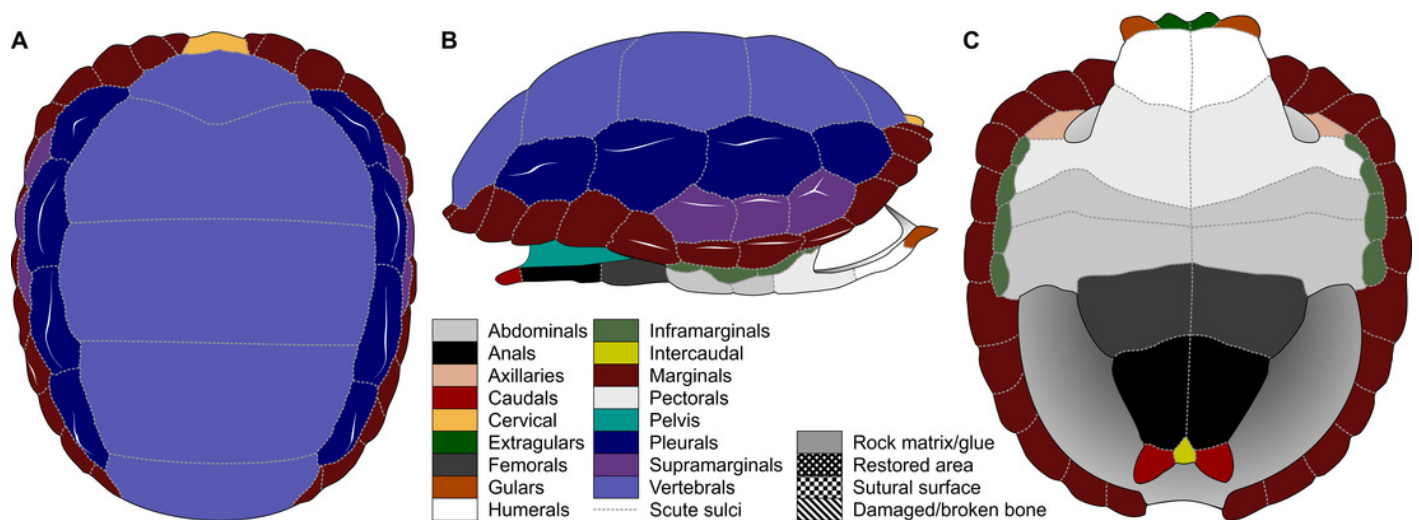 A
B
C
Abdominals
Anals
Axillaries
Caudals
Cervical
Extragulars
Femorals
Gulars
Humerals
Inframarginals
Intercaudal
Marginals
Pectorals
Pelvis
Pleurals
Supramarginals
Vertebrals
Scute sulci
Rock matrix/glue
Restored area
Sutural surface
Damaged/broken bone